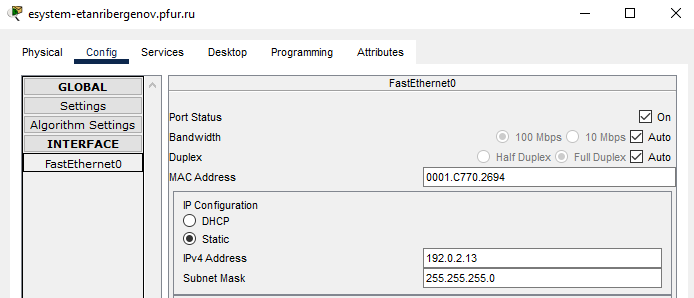 esystem-etanribergenov.pfur.ru
Physical Config Services Desktop Programming Attributes
GLOBAL
Settings
Algorithm Settings
INTERFACE
FastEthernet0
FastEthernet0
Port Status On
Bandwidth 100 Mbps 10 Mbps Auto
Duplex Half Duplex Full Duplex Auto
MAC Address 0001.C770.2694
IP Configuration
DHCP
Static
IPv4 Address 192.0.2.13
Subnet Mask 255.255.255.0